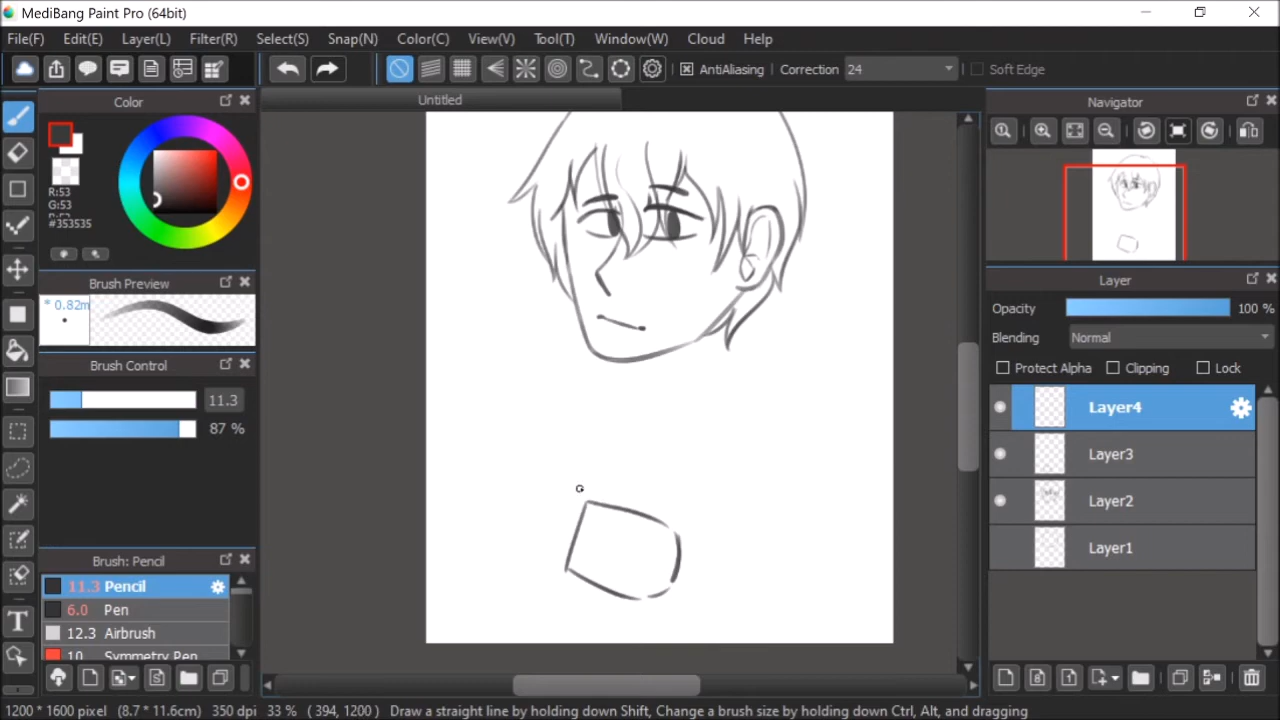 MediBang Paint Pro (64bit)
File(F) Edit(E) Layer(L) Filter(R) Select(S) Snap(N) Color(C) View(V) Tool(T) Window(W) Cloud Help
AntiAliasing Correction 24 Soft Edge
Color
Untitled
Navigator
R:53
G:53
#353535
Brush Preview
* 0.82m
Layer
Opacity 100 %
Blending Normal
Protect Alpha Clipping Lock
Brush Control
11.3
87 %
Layer4
Layer3
Layer2
Layer1
Brush: Pencil
11.3 Pencil
6.0 Pen
12.3 Airbrush
10 Symmetry Pen
1200 * 1600 pixel (8.7 * 11.6cm) 350 dpi 33 % ( 394, 1200 ) Draw a straight line by holding down Shift, Change a brush size by holding down Ctrl, Alt, and dragging